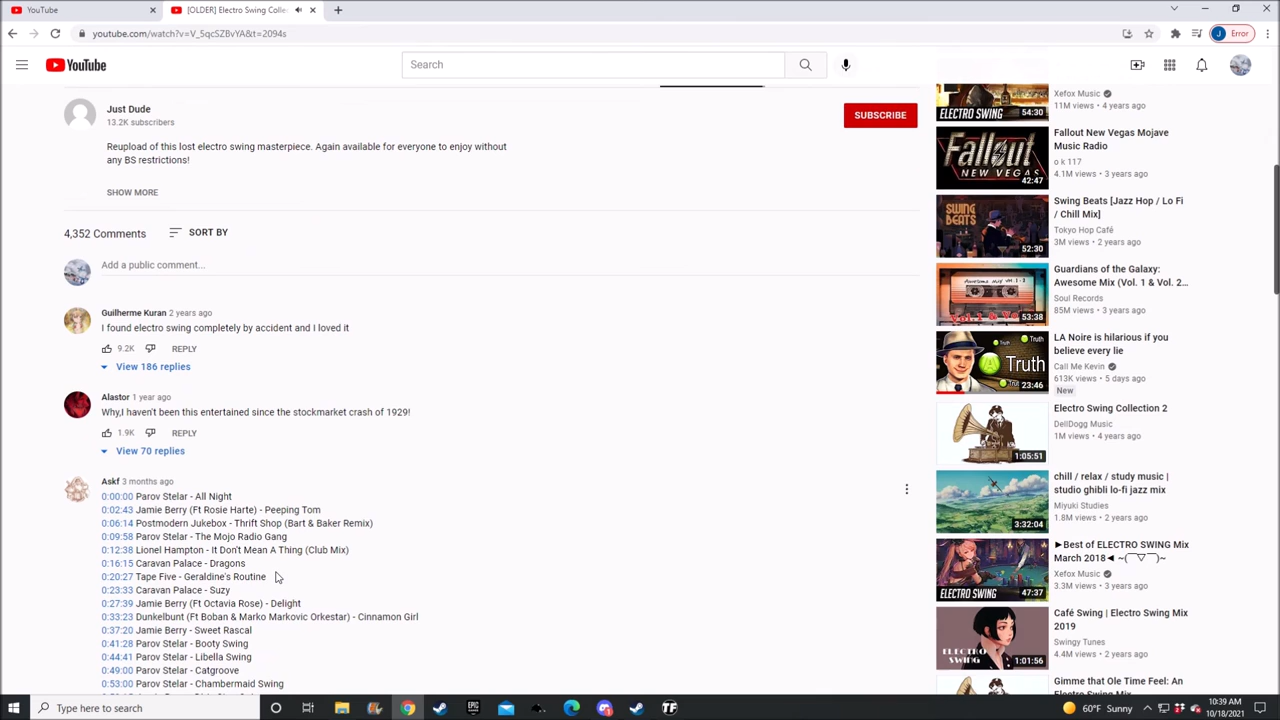 YouTube
[OLDER] Electro Swing Colle
youtube.com/watch?v=V_5qcSZBvYA&t=2094s
J Error
YouTube
Search
Just Dude
13.2K subscribers
SUBSCRIBE
Reupload of this lost electro swing masterpiece. Again available for everyone to enjoy without
any BS restrictions!
SHOW MORE
4,352 Comments
SORT BY
Add a public comment...
Guilherme Kuran 2 years ago
I found electro swing completely by accident and I loved it
9.2K REPLY
View 186 replies
Alastor 1 year ago
Why,I haven't been this entertained since the stockmarket crash of 1929!
1.9K REPLY
View 70 replies
Askf 3 months ago
0:00:00 Parov Stelar - All Night
0:02:43 Jamie Berry (Ft Rosie Harte) - Peeping Tom
0:06:14 Postmodern Jukebox - Thrift Shop (Bart & Baker Remix)
0:09:58 Parov Stelar - The Mojo Radio Gang
0:12:38 Lionel Hampton - It Don't Mean A Thing (Club Mix)
0:16:15 Caravan Palace - Dragons
0:20:27 Tape Five - Geraldine's Routine
0:23:33 Caravan Palace - Suzy
0:27:39 Jamie Berry (Ft Octavia Rose) - Delight
0:33:23 Dunkelbunt (Ft Boban & Marko Markovic Orkestar) - Cinnamon Girl
0:37:20 Jamie Berry - Sweet Rascal
0:41:28 Parov Stelar - Booty Swing
0:44:41 Parov Stelar - Libella Swing
0:49:00 Parov Stelar - Catgroove
0:53:00 Parov Stelar - Chambermaid Swing
ELECTRO SWING
54:30
Xefox Music
11M views • 4 years ago
Fallout
NEW VEGAS
42:47
Fallout New Vegas Mojave
Music Radio
o k 117
4.1M views • 3 years ago
SWING
BEATS
52:30
Swing Beats [Jazz Hop / Lo Fi
/ Chill Mix]
Tokyo Hop Café
3M views • 2 years ago
53:38
Guardians of the Galaxy:
Awesome Mix (Vol. 1 & Vol. 2...
Soul Records
85M views • 3 years ago
Truth
Truth
23:46
LA Noire is hilarious if you
believe every lie
Call Me Kevin
613K views • 5 days ago
New
1:05:51
Electro Swing Collection 2
DellDogg Music
1M views • 4 years ago
3:32:04
chill / relax / study music |
studio ghibli lo-fi jazz mix
Miyuki Studios
1.8M views • 2 years ago
ELECTRO SWING
47:37
►Best of ELECTRO SWING Mix
March 2018◄ ~(￣▽￣)~
Xefox Music
3.3M views • 3 years ago
ELECTRO
SWING
1:01:56
Café Swing | Electro Swing Mix
2019
Swingy Tunes
4.4M views • 2 years ago
Gimme that Ole Time Feel: An
Type here to search
EPIC
TF
60°F Sunny
10:39 AM
10/18/2021